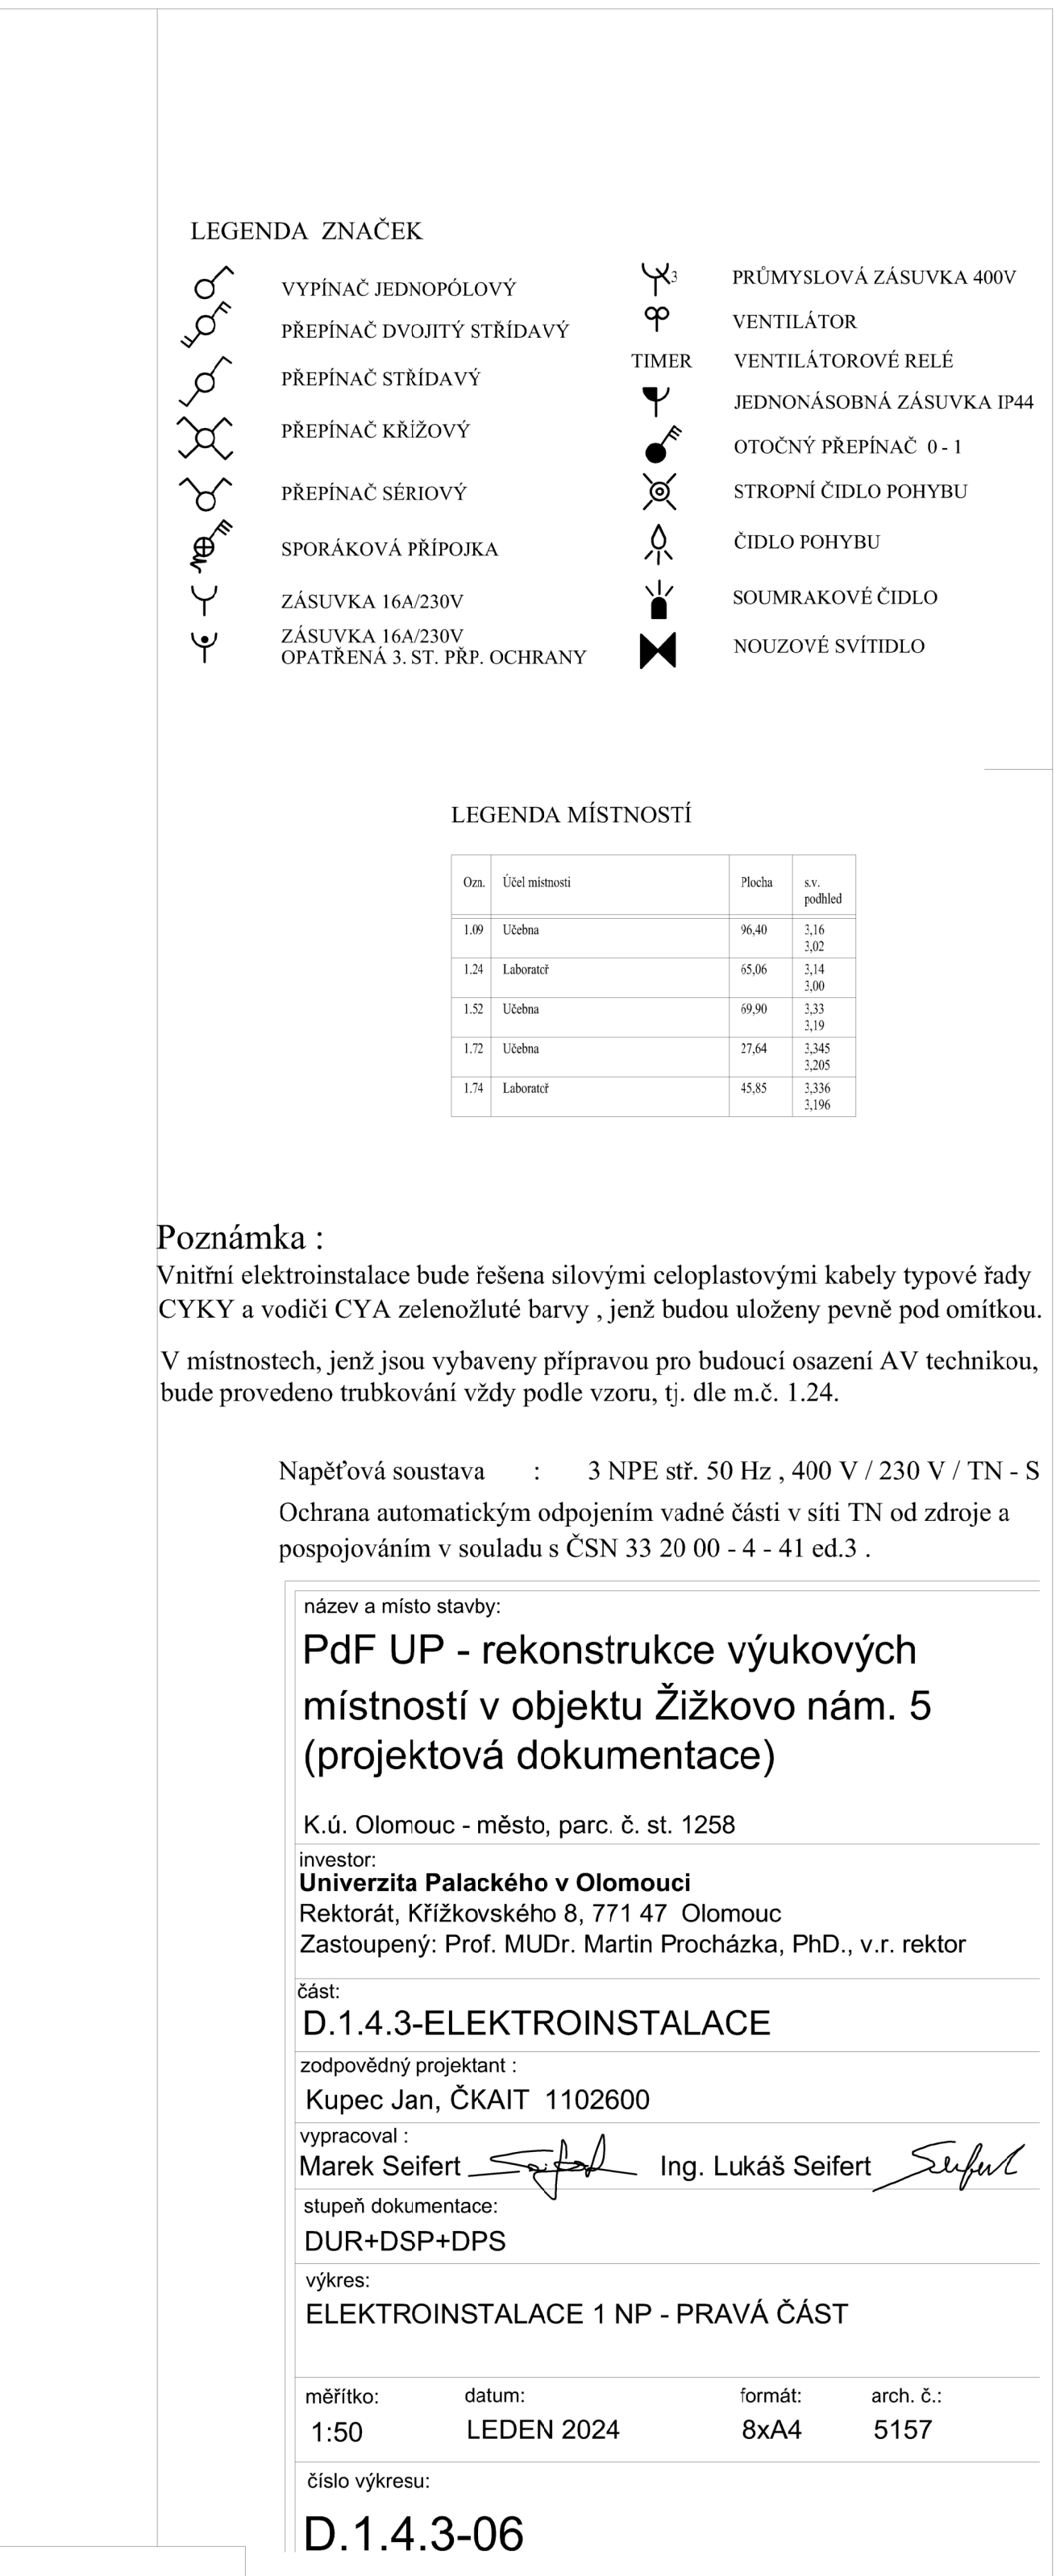 LEGENDA ZNAČEK
VYPÍNAČ JEDNOPÓLOVÝ
PŘEPÍNAČ DVOJITÝ STŘÍDAVÝ
PŘEPÍNAČ STŘÍDAVÝ
PŘEPÍNAČ KŘÍŽOVÝ
PŘEPÍNAČ SÉRIOVÝ
SPORÁKOVÁ PŘÍPOJKA
ZÁSUVKA 16A/230V
ZÁSUVKA 16A/230V
OPATŘENÁ 3. ST. PŘP. OCHRANY
3 PRŮMYSLOVÁ ZÁSUVKA 400V
VENTILÁTOR
TIMER VENTILÁTOROVÉ RELÉ
JEDNONÁSOBNÁ ZÁSUVKA IP44
OTOČNÝ PŘEPÍNAČ 0 - 1
STROPNÍ ČIDLO POHYBU
ČIDLO POHYBU
SOUMRAKOVÉ ČIDLO
NOUZOVÉ SVÍTIDLO
LEGENDA MÍSTNOSTÍ
Ozn. Účel místnosti Plocha s.v.
podhled
1.09 Učebna 96,40 3,16
3,02
1.24 Laboratoř 65,06 3,14
3,00
1.52 Učebna 69,90 3,33
3,19
1.72 Učebna 27,64 3,345
3,205
1.74 Laboratoř 45,85 3,336
3,196
Poznámka :
Vnitřní elektroinstalace bude řešena silovými celoplastovými kabely typové řady
CYKY a vodiči CYA zelenožluté barvy , jenž budou uloženy pevně pod omítkou.
V místnostech, jenž jsou vybaveny přípravou pro budoucí osazení AV technikou,
bude provedeno trubkování vždy podle vzoru, tj. dle m.č. 1.24.
Napěťová soustava : 3 NPE stř. 50 Hz , 400 V / 230 V / TN - S
Ochrana automatickým odpojením vadné části v síti TN od zdroje a
pospojováním v souladu s ČSN 33 20 00 - 4 - 41 ed.3 .
název a místo stavby:
PdF UP - rekonstrukce výukových
místností v objektu Žižkovo nám. 5
(projektová dokumentace)
K.ú. Olomouc - město, parc. č. st. 1258
investor:
Univerzita Palackého v Olomouci
Rektorát, Křížkovského 8, 771 47 Olomouc
Zastoupený: Prof. MUDr. Martin Procházka, PhD., v.r. rektor
část:
D.1.4.3-ELEKTROINSTALACE
zodpovědný projektant :
Kupec Jan, ČKAIT 1102600
vypracoval :
Marek Seifert Seifert Ing. Lukáš Seifert Seifert
stupeň dokumentace:
DUR+DSP+DPS
výkres:
ELEKTROINSTALACE 1 NP - PRAVÁ ČÁST
měřítko: datum: formát: arch. č.:
1:50 LEDEN 2024 8xA4 5157
číslo výkresu:
D.1.4.3-06